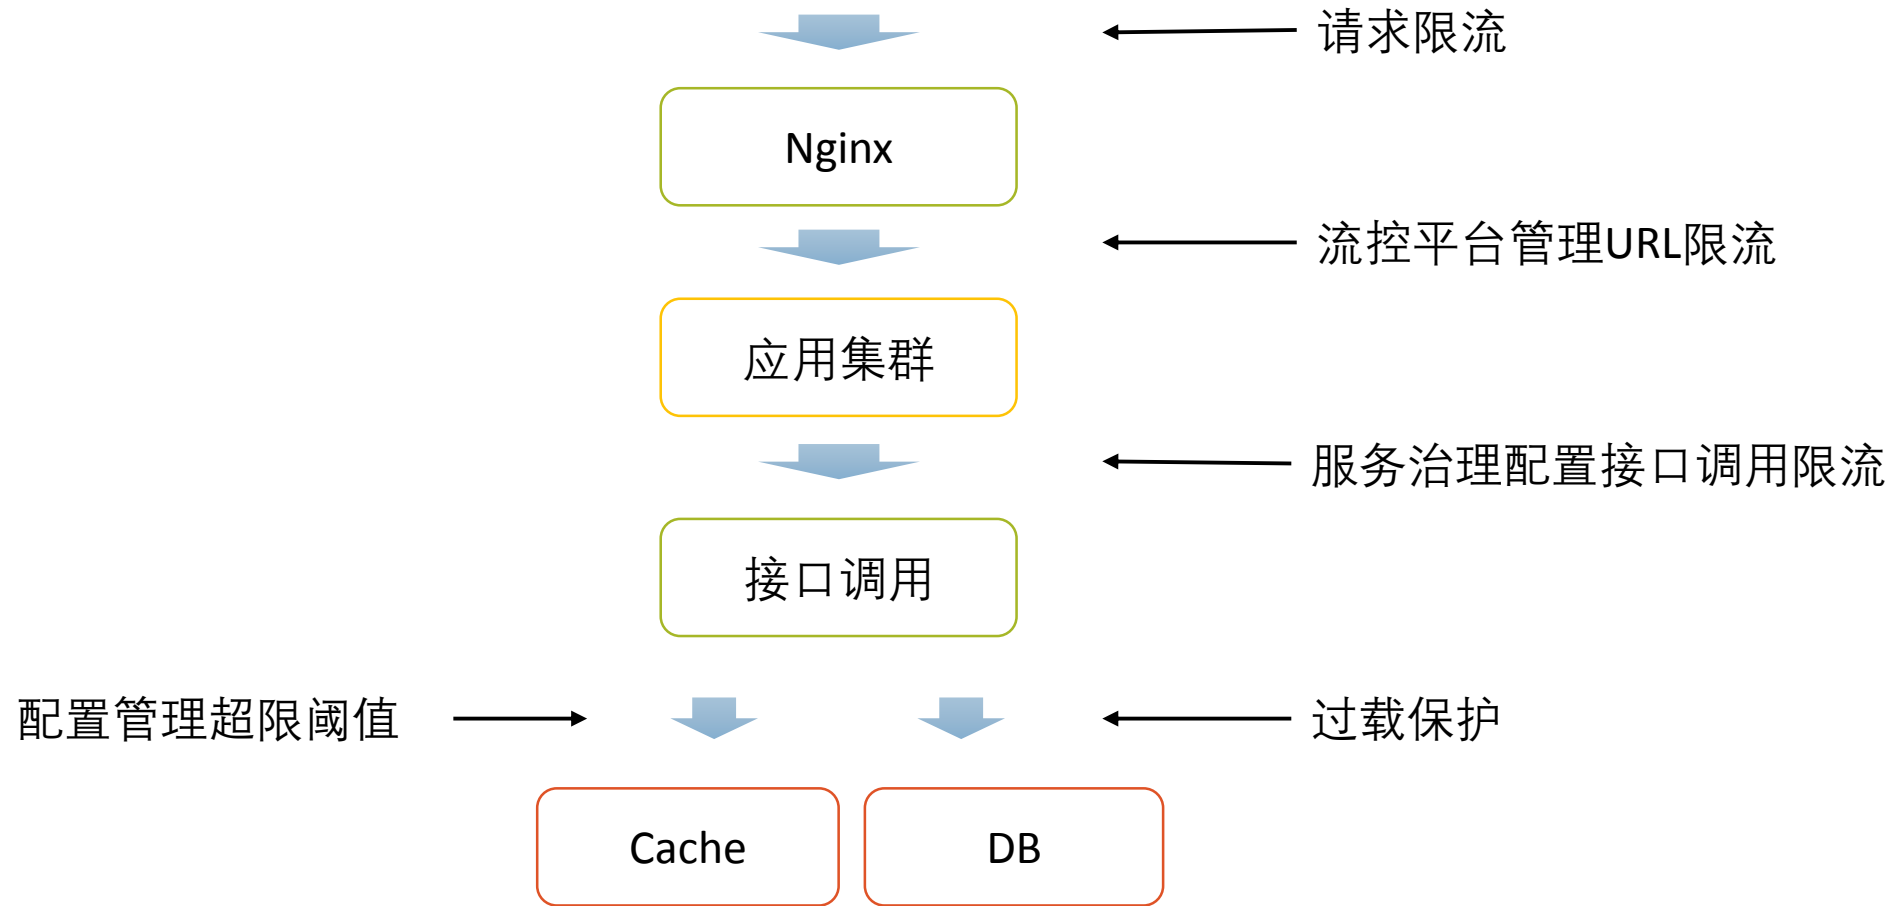 请求限流
Nginx
流控平台管理URL限流
应用集群
服务治理配置接口调用限流
接口调用
配置管理超限阈值
过载保护
Cache
DB